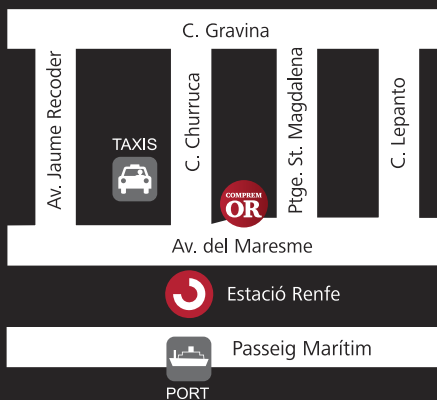 C. Gravina
Av. Jaume Recoder
C. Churruca
Ptge. St. Magdalena
C. Lepanto
TAXIS
COMPREM
OR
Av. del Maresme
Estació Renfe
Passeig Marítim
PORT